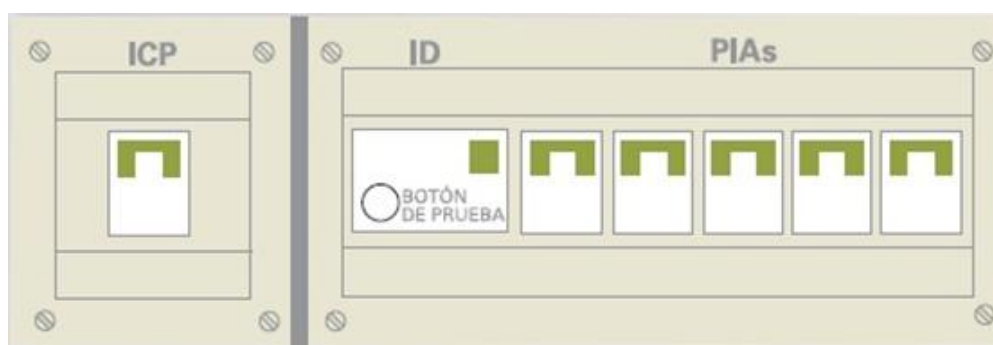 ICP
ID
PIAs
BOTÓN
DE PRUEBA